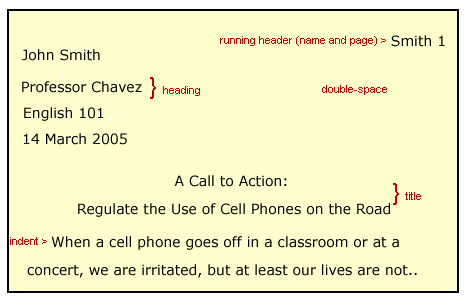 running header (name and page) > Smith 1
John Smith
Professor Chavez } heading
double-space
English 101
14 March 2005
A Call to Action:
Regulate the Use of Cell Phones on the Road } title
indent > When a cell phone goes off in a classroom or at a
concert, we are irritated, but at least our lives are not..